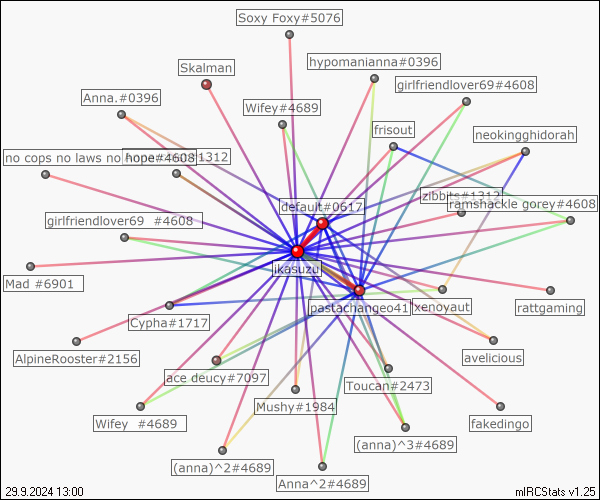 Soxy Foxy#5076
hypomanianna#0396
Skalman
girlfriendlover69#4608
Anna.#0396
Wifey#4689
frisout
neokingghidorah
no cops no laws no hope#4608
#1312
zibbits#1312
ramshackle gorey#4608
default#0617
girlfriendlover69 #4608
jkasuzu
Mad #6901
pastachangeo41
xenoyaut
rattgaming
Cypha#1717
avelicious
AlpineRooster#2156
ace deucy#7097
Toucan#2473
Mushy#1984
Wifey #4689
(anna)^3#4689
fakedingo
(anna)^2#4689
Anna^2#4689
29.9.2024 13:00
mIRCStats v1.25